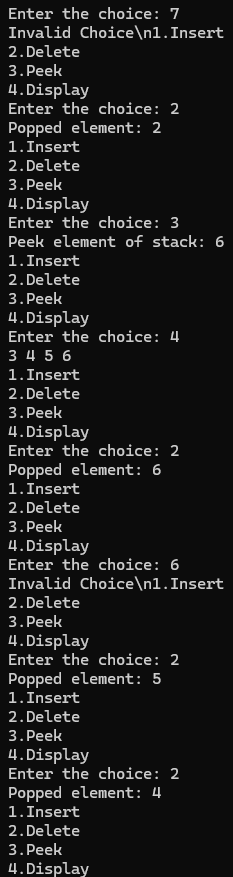 Enter the choice: 7
Invalid Choice\n1.Insert
2.Delete
3.Peek
4.Display
Enter the choice: 2
Popped element: 2
1.Insert
2.Delete
3.Peek
4.Display
Enter the choice: 3
Peek element of stack: 6
1.Insert
2.Delete
3.Peek
4.Display
Enter the choice: 4
3 4 5 6
1.Insert
2.Delete
3.Peek
4.Display
Enter the choice: 2
Popped element: 6
1.Insert
2.Delete
3.Peek
4.Display
Enter the choice: 6
Invalid Choice\n1.Insert
2.Delete
3.Peek
4.Display
Enter the choice: 2
Popped element: 5
1.Insert
2.Delete
3.Peek
4.Display
Enter the choice: 2
Popped element: 4
1.Insert
2.Delete
3.Peek
4.Display